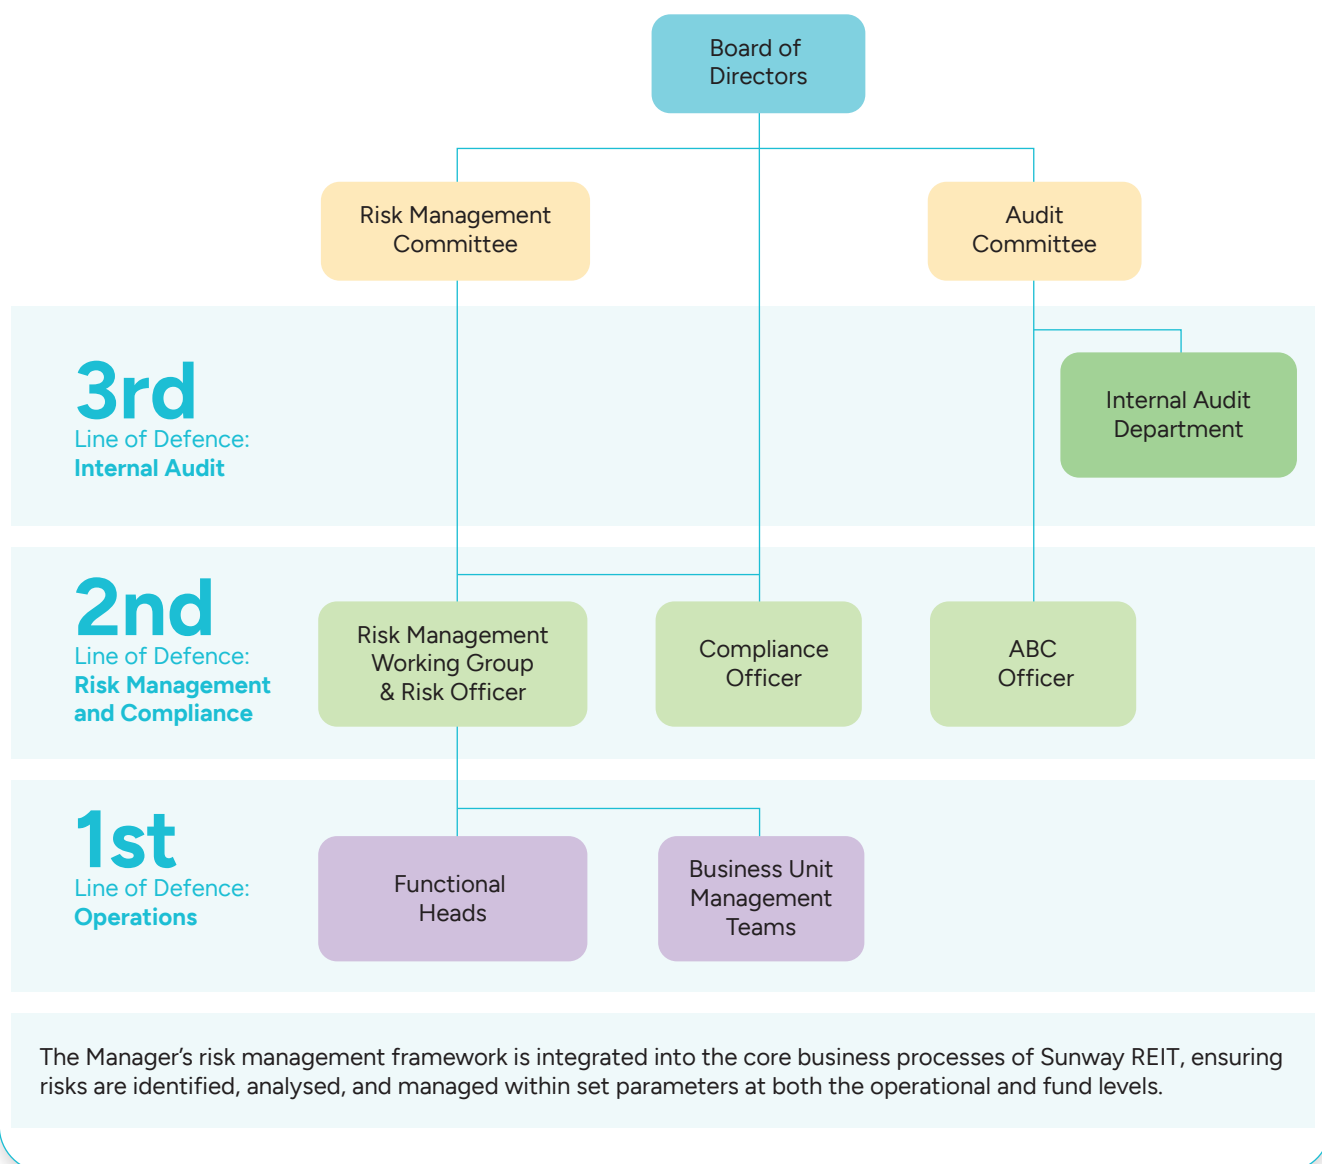 Board of
Directors
Risk Management
Committee
Audit
Committee
3rd
Line of Defence:
Internal Audit
Internal Audit
Department
2nd
Line of Defence:
Risk Management
and Compliance
Risk Management
Working Group
& Risk Officer
Compliance
Officer
ABC
Officer
1st
Line of Defence:
Operations
Functional
Heads
Business Unit
Management
Teams
The Manager’s risk management framework is integrated into the core business processes of Sunway REIT, ensuring
risks are identified, analysed, and managed within set parameters at both the operational and fund levels.